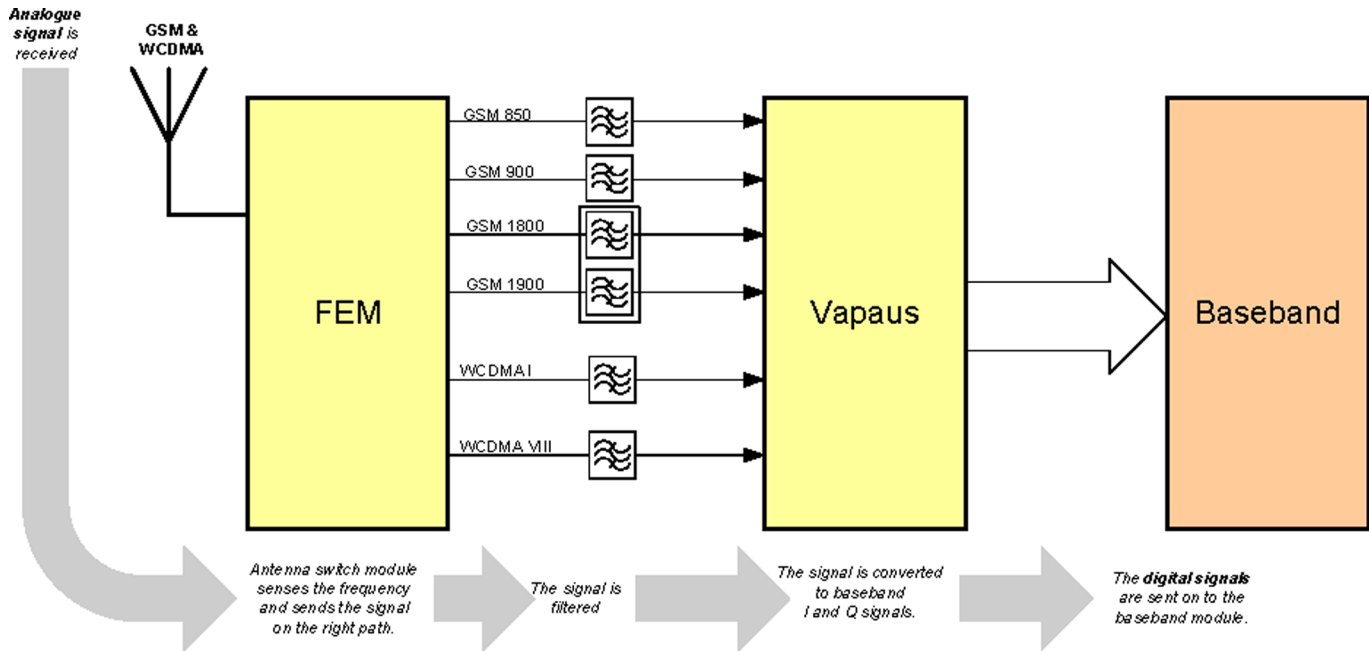 Analogue
signal is
received
GSM &
WCDMA
GSM 850
GSM 900
GSM 1800
GSM 1900
WCDMA I
WCDMA VIII
FEM
Vapaus
Baseband
Antenna switch module
senses the frequency
and sends the signal
on the right path.
The signal is
filtered
The signal is converted
to baseband
I and Q signals.
The digital signals
are sent on to the
baseband module.